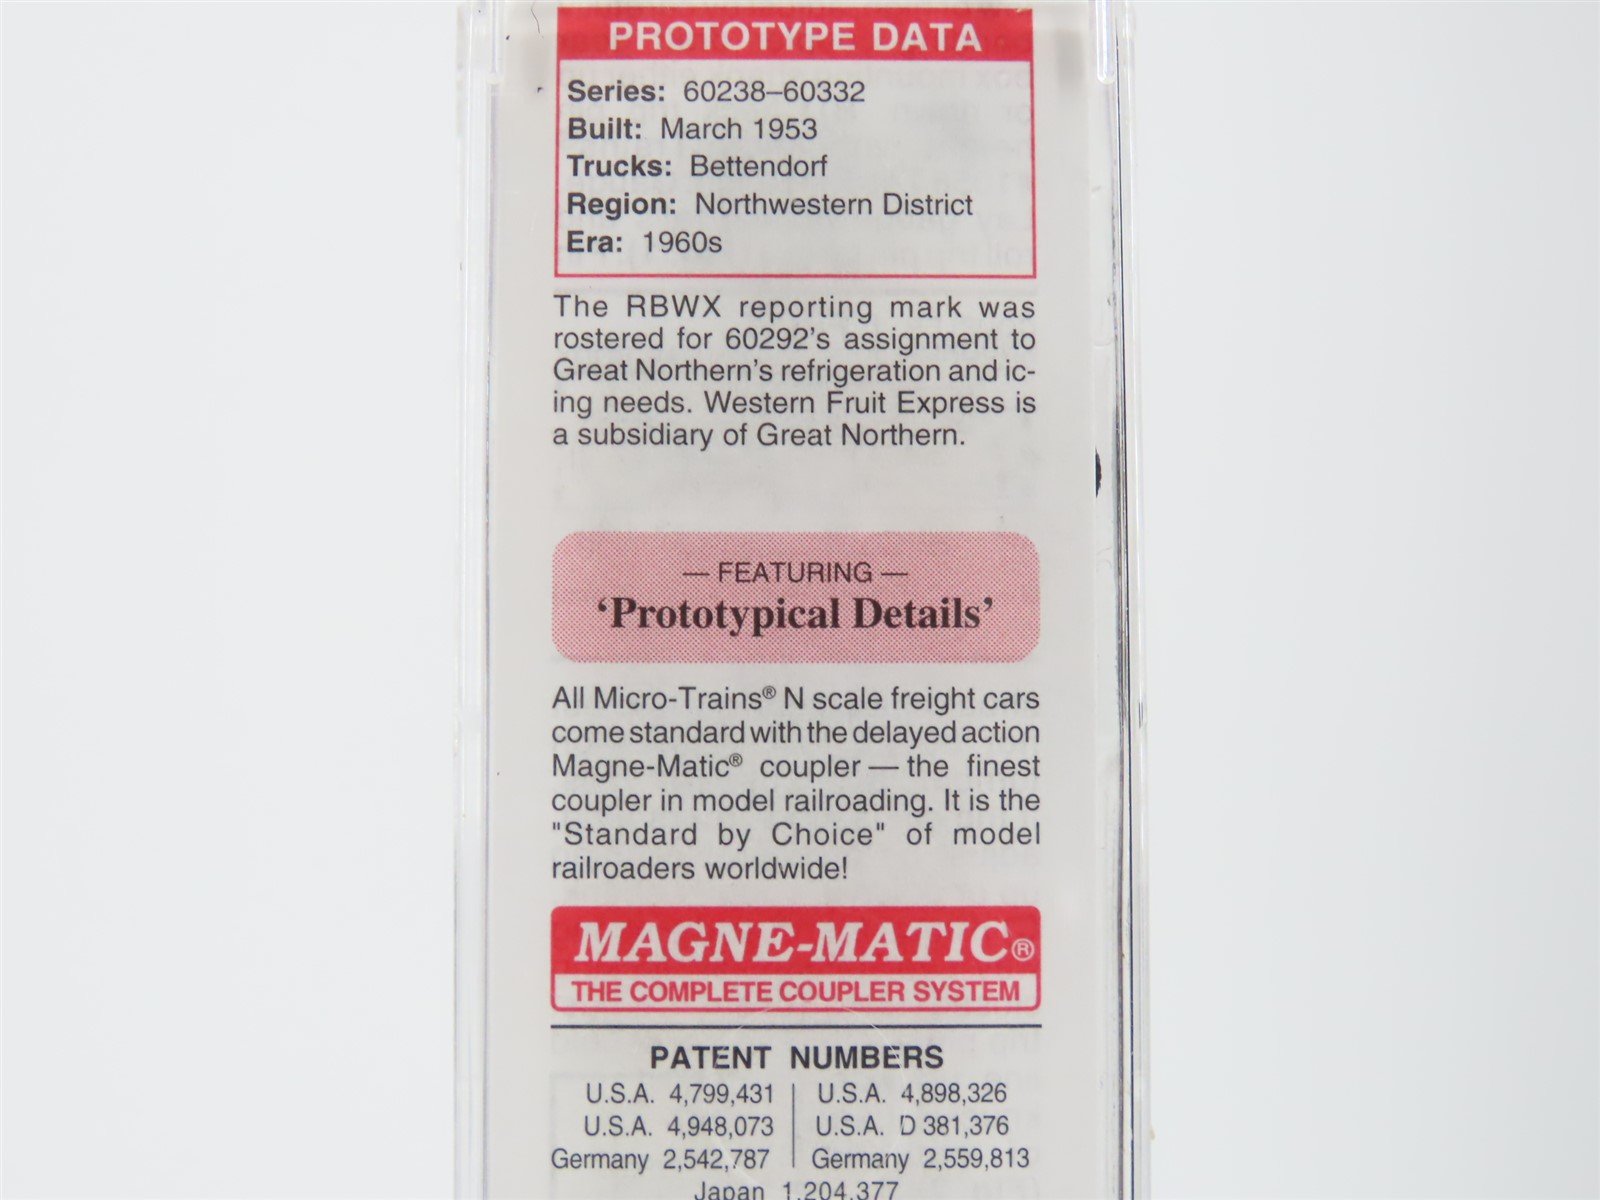 PROTOTYPE DATA
Series: 60238–60332
Built: March 1953
Trucks: Bettendorf
Region: Northwestern District
Era: 1960s
The RBWX reporting mark was
rostered for 60292's assignment to
Great Northern's refrigeration and ic-
ing needs. Western Fruit Express is
a subsidiary of Great Northern.
— FEATURING —
‘Prototypical Details’
All Micro-Trains® N scale freight cars
come standard with the delayed action
Magne-Matic® coupler — the finest
coupler in model railroading. It is the
"Standard by Choice" of model
railroaders worldwide!
MAGNE-MATIC®
THE COMPLETE COUPLER SYSTEM
PATENT NUMBERS
U.S.A. 4,799,431 | U.S.A. 4,898,326
U.S.A. 4,948,073 | U.S.A. D 381,376
Germany 2,542,787 | Germany 2,559,813
Japan 1,204,377